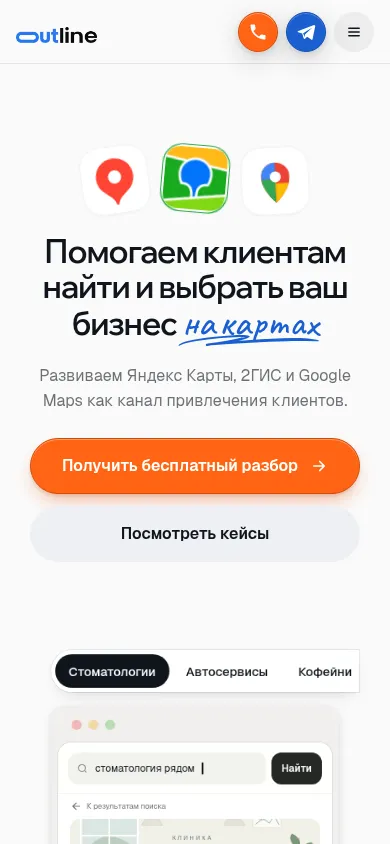 outline
Помогаем клиентам
найти и выбрать ваш
бизнес на картах
Развиваем Яндекс Карты, 2ГИС и Google
Maps как канал привлечения клиентов.
Получить бесплатный разбор →
Посмотреть кейсы
Стоматологии Автосервисы Кофейни
стоматология рядом Найти
← К результатам поиска
КЛИНИКА